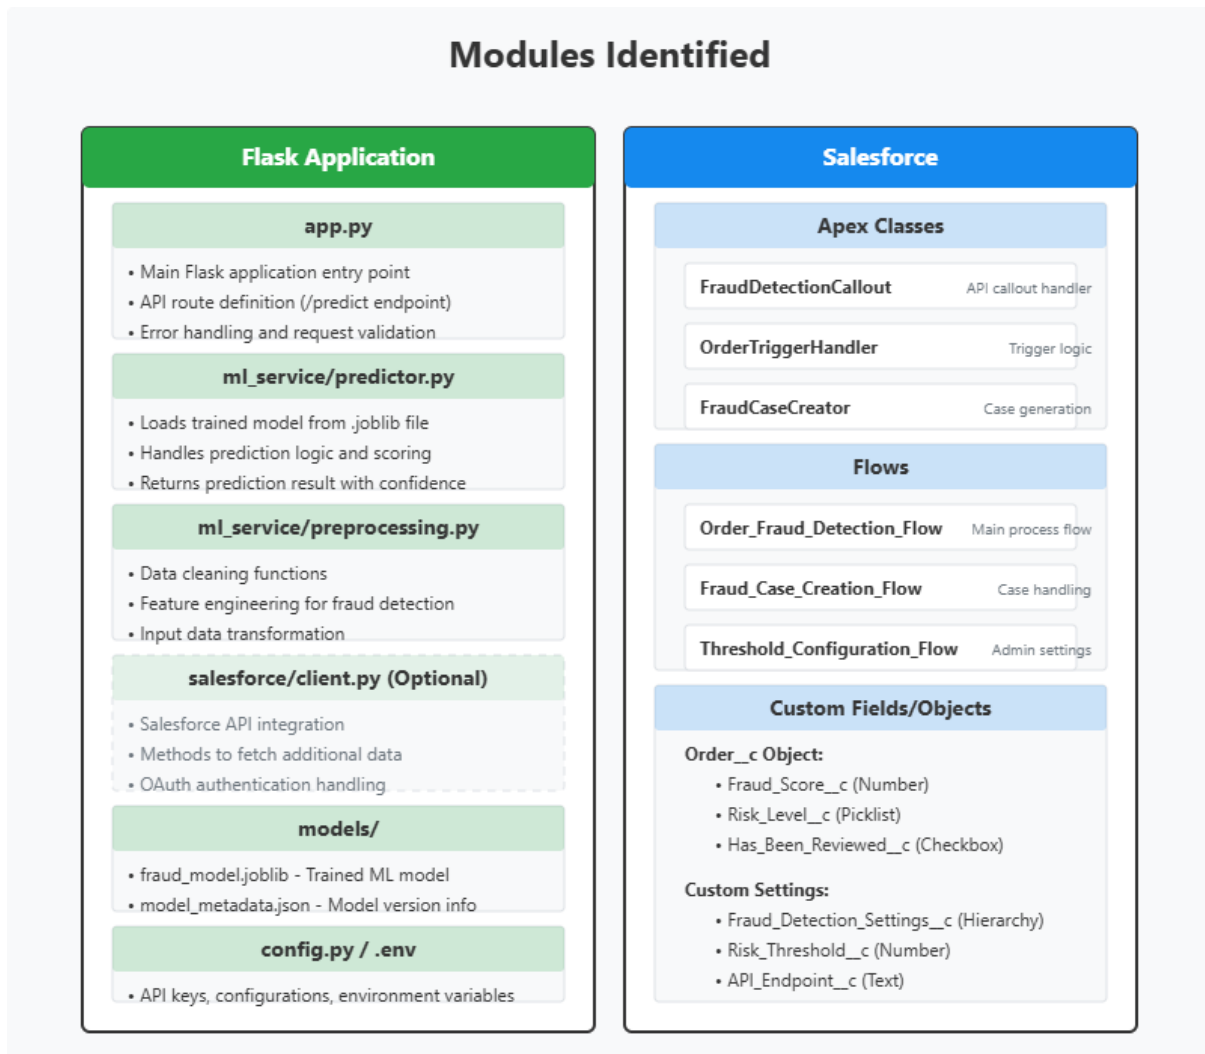 Modules Identified
Flask Application
app.py
• Main Flask application entry point
• API route definition (/predict endpoint)
• Error handling and request validation
ml_service/predictor.py
• Loads trained model from .joblib file
• Handles prediction logic and scoring
• Returns prediction result with confidence
ml_service/preprocessing.py
• Data cleaning functions
• Feature engineering for fraud detection
• Input data transformation
salesforce/client.py (Optional)
• Salesforce API integration
• Methods to fetch additional data
• OAuth authentication handling
models/
• fraud_model.joblib - Trained ML model
• model_metadata.json - Model version info
config.py / .env
• API keys, configurations, environment variables
Salesforce
Apex Classes
FraudDetectionCallout API callout handler
OrderTriggerHandler Trigger logic
FraudCaseCreator Case generation
Flows
Order_Fraud_Detection_Flow Main process flow
Fraud_Case_Creation_Flow Case handling
Threshold_Configuration_Flow Admin settings
Custom Fields/Objects
Order__c Object:
• Fraud_Score__c (Number)
• Risk_Level__c (Picklist)
• Has_Been_Reviewed__c (Checkbox)
Custom Settings:
• Fraud_Detection_Settings__c (Hierarchy)
• Risk_Threshold__c (Number)
• API_Endpoint__c (Text)